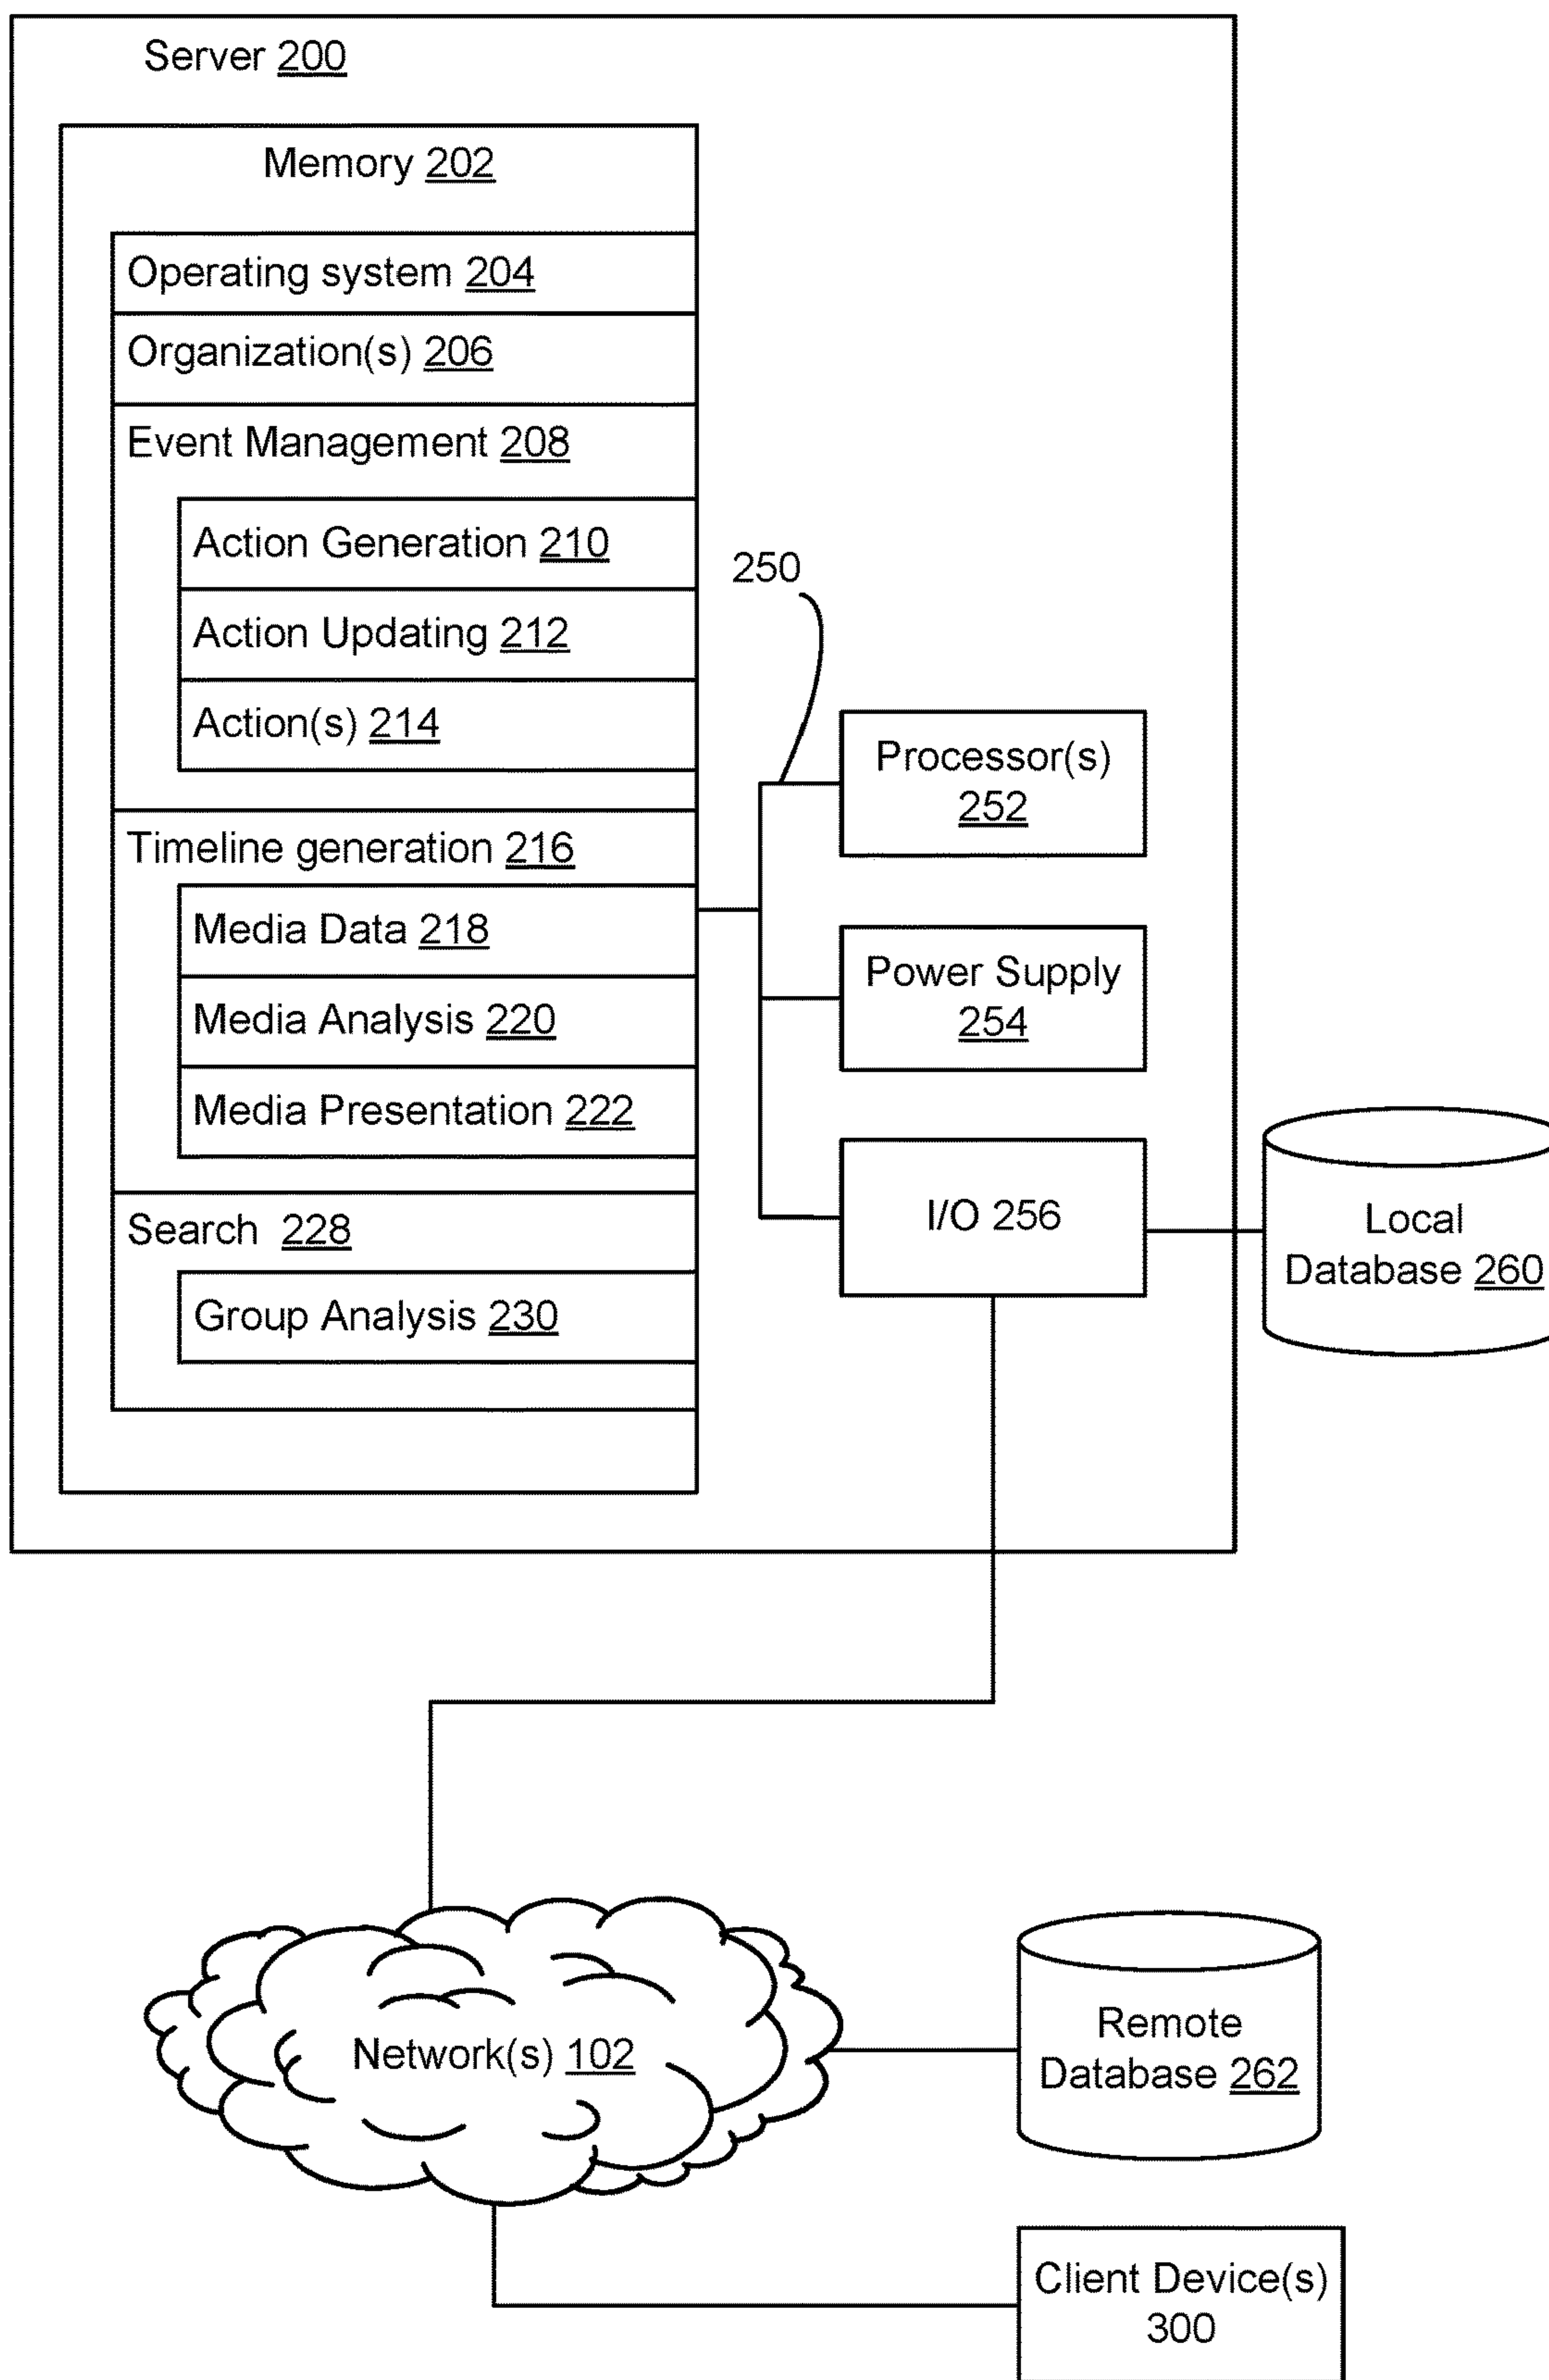 Server 200
Memory 202
Operating system 204
Organization(s) 206
Event Management 208
Action Generation 210
Action Updating 212
Action(s) 214
Timeline generation 216
Media Data 218
Media Analysis 220
Media Presentation 222
Search 228
Group Analysis 230
250
Processor(s)
252
Power Supply
254
I/O 256
Local
Database 260
Network(s) 102
Remote
Database 262
Client Device(s)
300